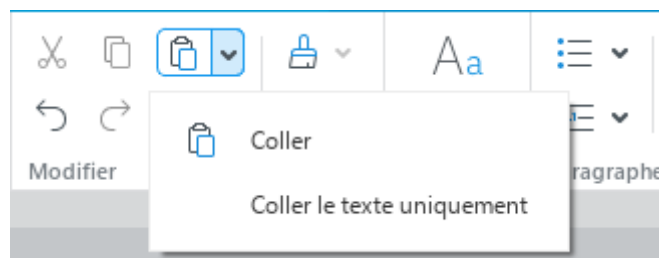 Aa
Coller
Modifier
ragraphe
Coller le texte uniquement